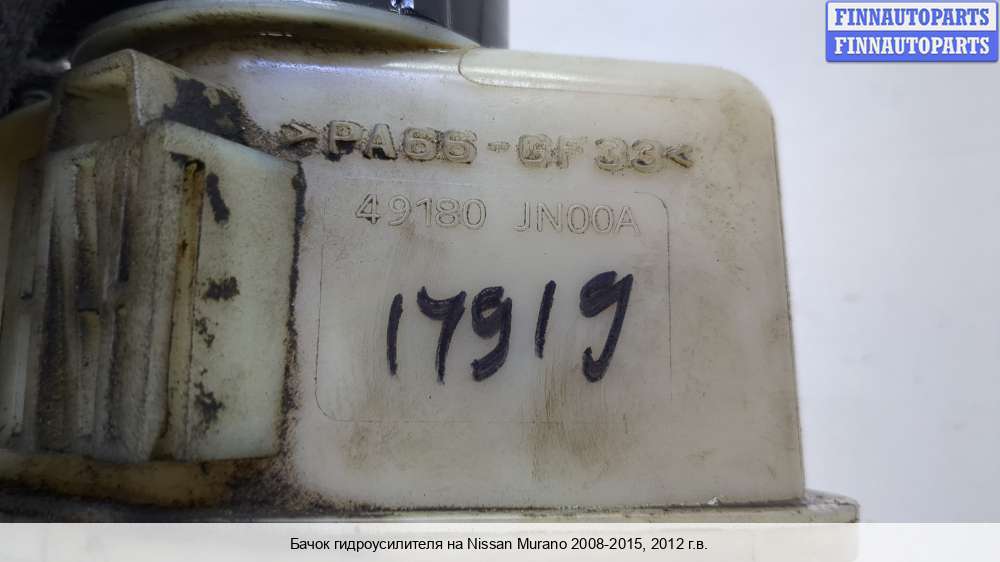 FINNAUTOPARTS
FINNAUTOPARTS
>PA66-GF33<
49180 JN00A
17919
Бачок гидроусилителя на Nissan Murano 2008-2015, 2012 г.в.